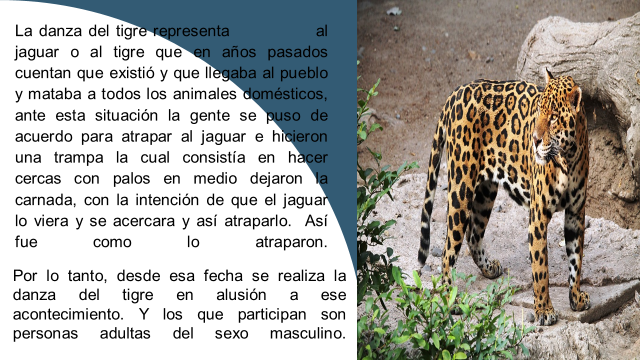 La danza del tigre representa al
jaguar o al tigre que en años pasados
cuentan que existió y que llegaba al pueblo
y mataba a todos los animales domésticos,
ante esta situación la gente se puso de
acuerdo para atrapar al jaguar e hicieron
una trampa la cual consistía en hacer
cercas con palos en medio dejaron la
carnada, con la intención de que el jaguar
lo viera y se acercara y así atraparlo. Así
fue como lo atraparon.
Por lo tanto, desde esa fecha se realiza la
danza del tigre en alusión a ese
acontecimiento. Y los que participan son
personas adultas del sexo masculino.